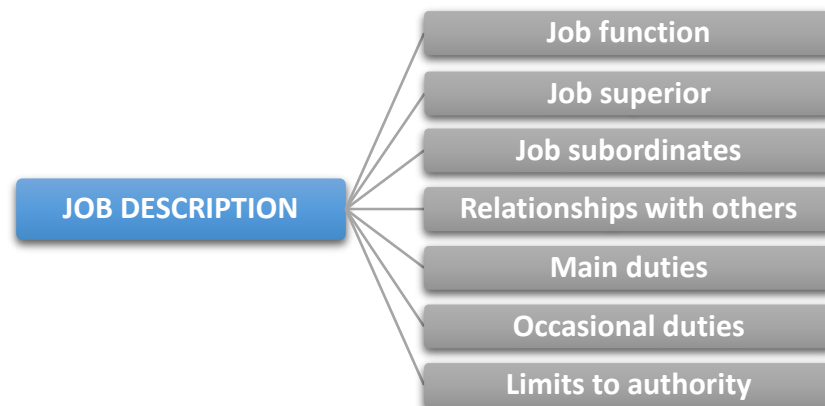 Job function
Job superior
Job subordinates
JOB DESCRIPTION
Relationships with others
Main duties
Occasional duties
Limits to authority